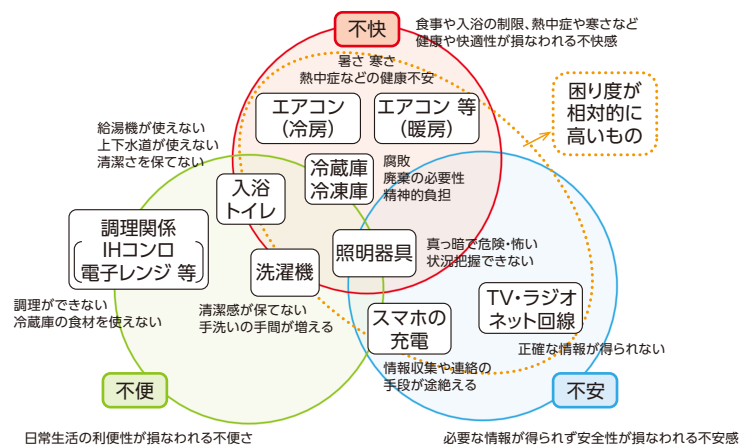 不快
食事や入浴の制限、熱中症や寒さなど
健康や快適性が損なわれる不快感
暑さ 寒さ
熱中症などの健康不安
困り度が
相対的に
高いもの
エアコン
(冷房)
エアコン 等
(暖房)
給湯機が使えない
上下水道が使えない
清潔さを保てない
冷蔵庫
冷凍庫
腐敗
廃棄の必要性
精神的負担
入浴
トイレ
調理関係
IHコンロ
電子レンジ 等
照明器具
真っ暗で危険・怖い
状況把握できない
洗濯機
調理ができない
冷蔵庫の食材を使えない
清潔感が保てない
手洗いの手間が増える
スマホの
充電
TV・ラジオ
ネット回線
正確な情報が得られない
情報収集や連絡の
手段が途絶える
不便
不安
日常生活の利便性が損なわれる不便さ
必要な情報が得られず安全性が損なわれる不安感